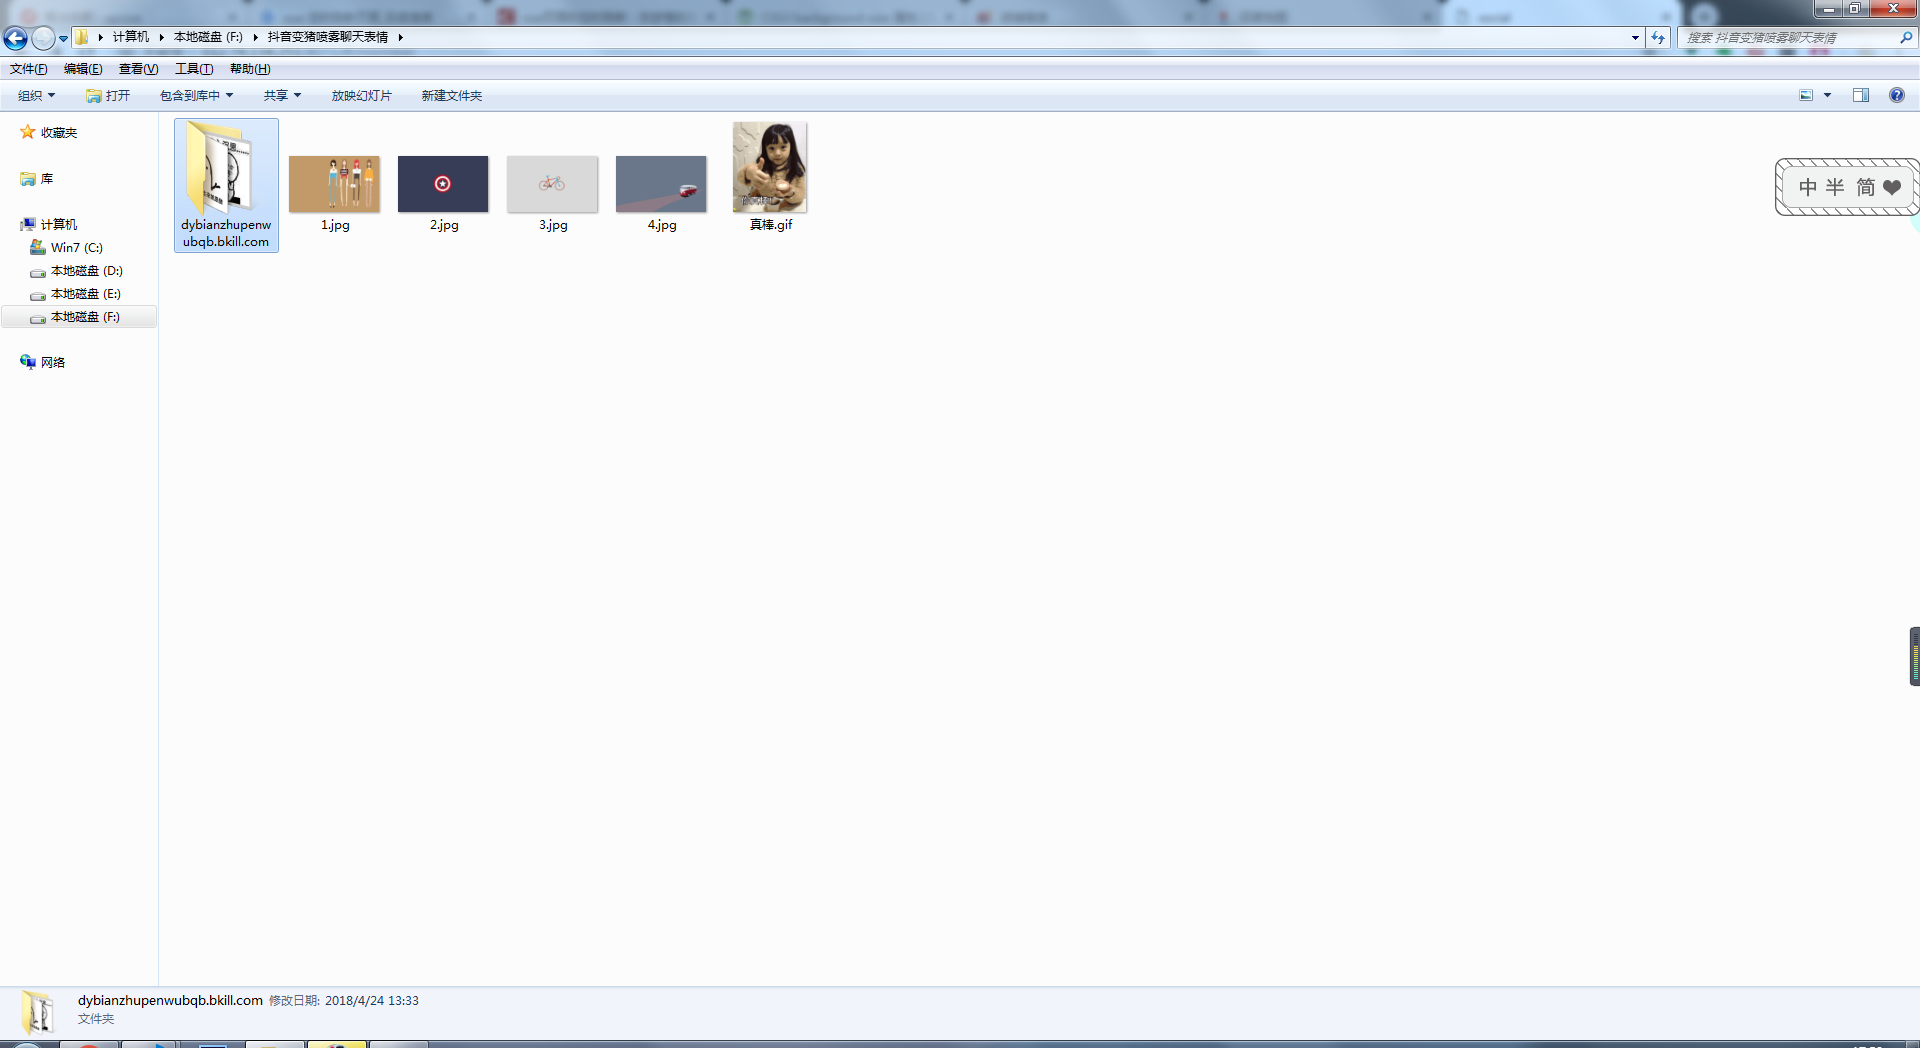 计算机 本地磁盘 (F:) 抖音变猪喷雾聊天表情
搜索 抖音变猪喷雾聊天表情
文件(F) 编辑(E) 查看(V) 工具(T) 帮助(H)
组织 打开 包含到库中 共享 放映幻灯片 新建文件夹
收藏夹
库
计算机
Win7 (C:)
本地磁盘 (D:)
本地磁盘 (E:)
本地磁盘 (F:)
网络
dybianzhupenw
ubqb.bkill.com
1.jpg
2.jpg
3.jpg
4.jpg
真棒.gif
中 半 简
dybianzhupenwubqb.bkill.com 修改日期: 2018/4/24 13:33
文件夹